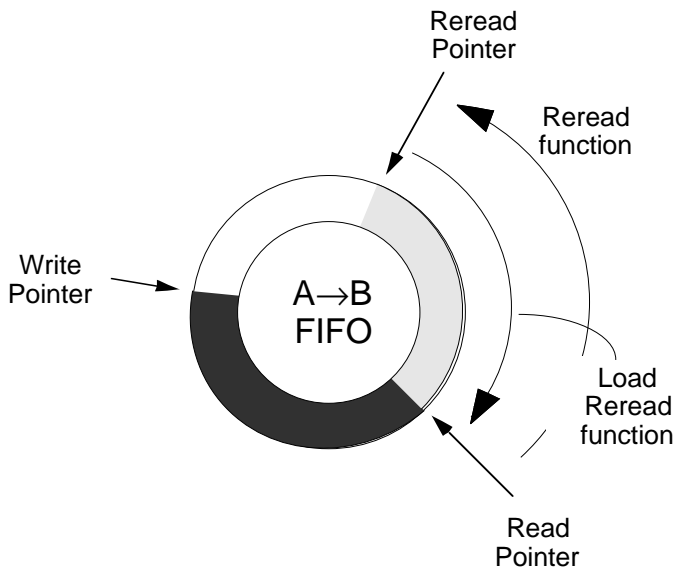 Reread
Pointer
Reread
function
Write
Pointer
A→B
FIFO
Load
Reread
function
Read
Pointer